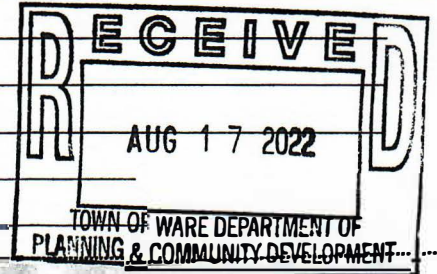 RECEIVED
AUG 17 2022
TOWN OF WARE DEPARTMENT OF
PLANNING & COMMUNITY DEVELOPMENT